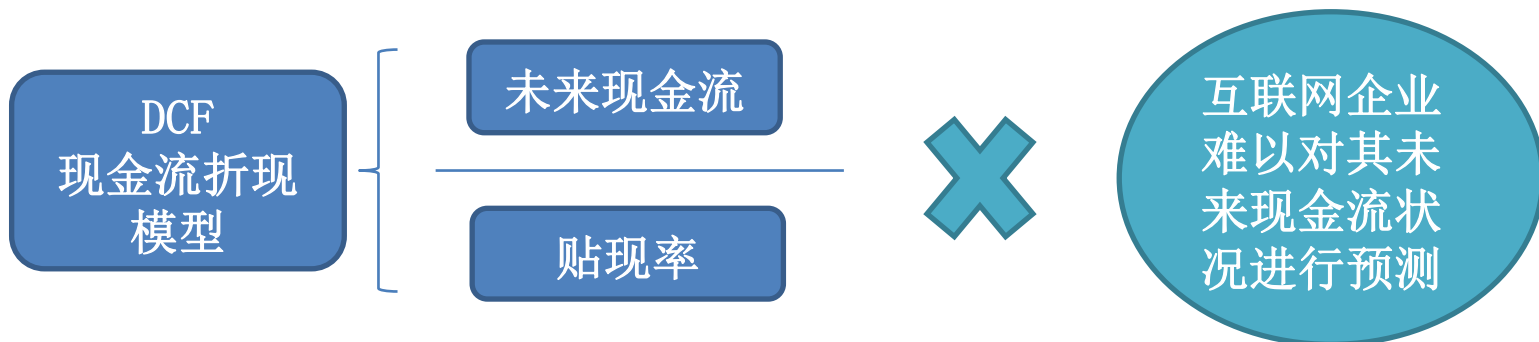 DCF
现金流折现
模型
未来现金流
贴现率
互联网企业
难以对其未
来现金流状
况进行预测